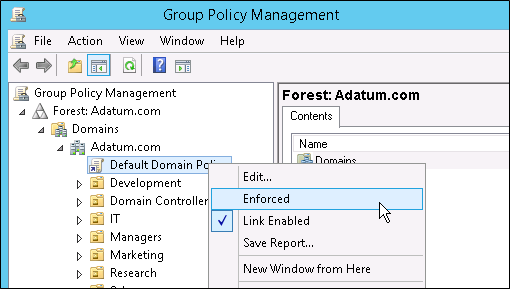 Group Policy Management
File Action View Window Help
Group Policy Management
Forest: Adatum.com
Domains
Adatum.com
Default Domain
Development
Domain Controller
IT
Managers
Marketing
Research
Forest: Adatum.com
Contents
Name
Domains
Edit...
Enforced
Link Enabled
Save Report...
New Window from Here